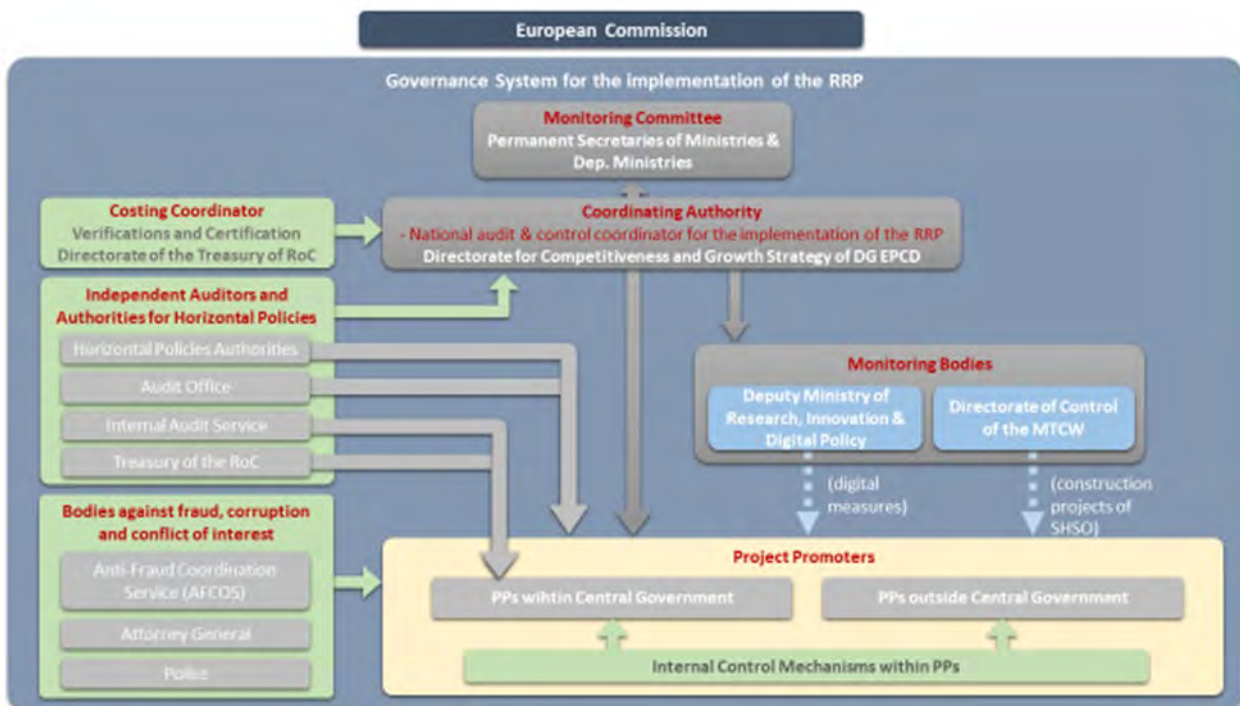 European Commission
Governance System for the implementation of the RRP
Monitoring Committee
Permanent Secretaries of Ministries &
Dep. Ministries
Costing Coordinator
Verifications and Certification
Directorate of the Treasury of RoC
Coordinating Authority
- National audit & control coordinator for the implementation of the RRP
Directorate for Competitiveness and Growth Strategy of DG EPCD
Independent Auditors and
Authorities for Horizontal Policies
Horizontal Policies Authorities
Audit Office
Internal Audit Service
Treasury of the RoC
Monitoring Bodies
Deputy Ministry of
Research, Innovation &
Digital Policy
Directorate of Control
of the MTCW
(digital
measures)
(construction
projects of
SHSO)
Bodies against fraud, corruption
and conflict of interest
Anti-Fraud Coordination
Service (AFCOS)
Attorney General
Police
Project Promoters
PPs wihtin Central Government
PPs outside Central Government
Internal Control Mechanisms within PPs